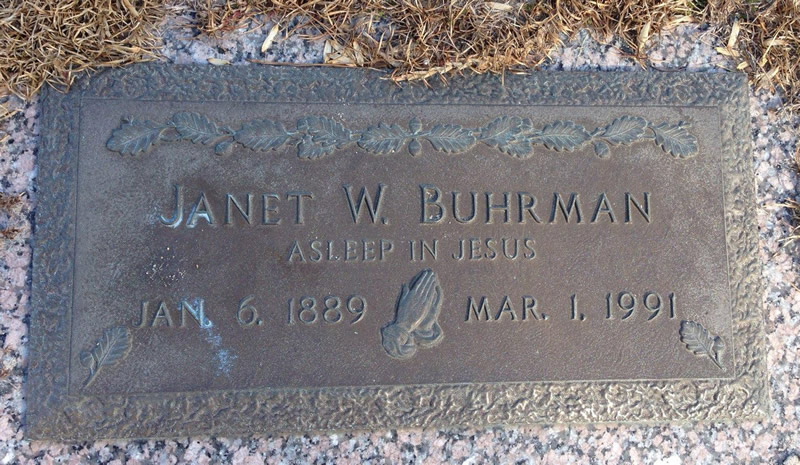 JANET W. BUHRMAN
ASLEEP IN JESUS
JAN. 6. 1889 MAR. 1. 1991